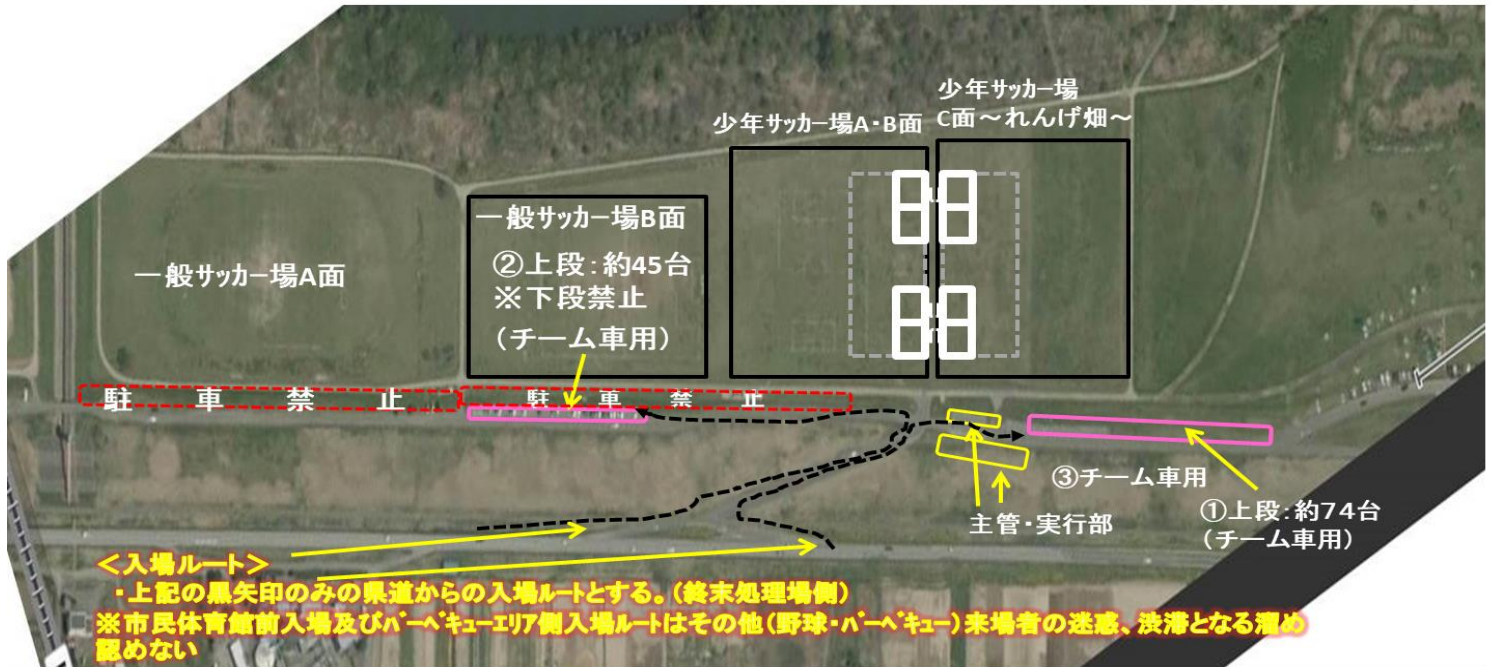 少年サッカー場A・B面
少年サッカー場
C面～れんげ畑～
一般サッカー場A面
一般サッカー場B面
②上段:約45台
※下段禁止
(チーム車用)
駐 車 禁 止
駐 車 禁 止
③チーム車用
主管・実行部
①上段:約74台
(チーム車用)
<入場ルート>
・上記の黒矢印のみの県道からの入場ルートとする。(終末処理場側)
※市民体育館前入場及びバーベキューエリア側入場ルートはその他(野球・バーベキュー)来場者の迷惑、渋滞となる溜め
認めない